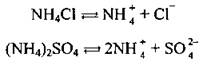 NH₄Cl ⇌ NH₄⁺ + Cl⁻
(NH4)₂SO₄ ⇌ 2NH₄⁺ + SO₄²⁻